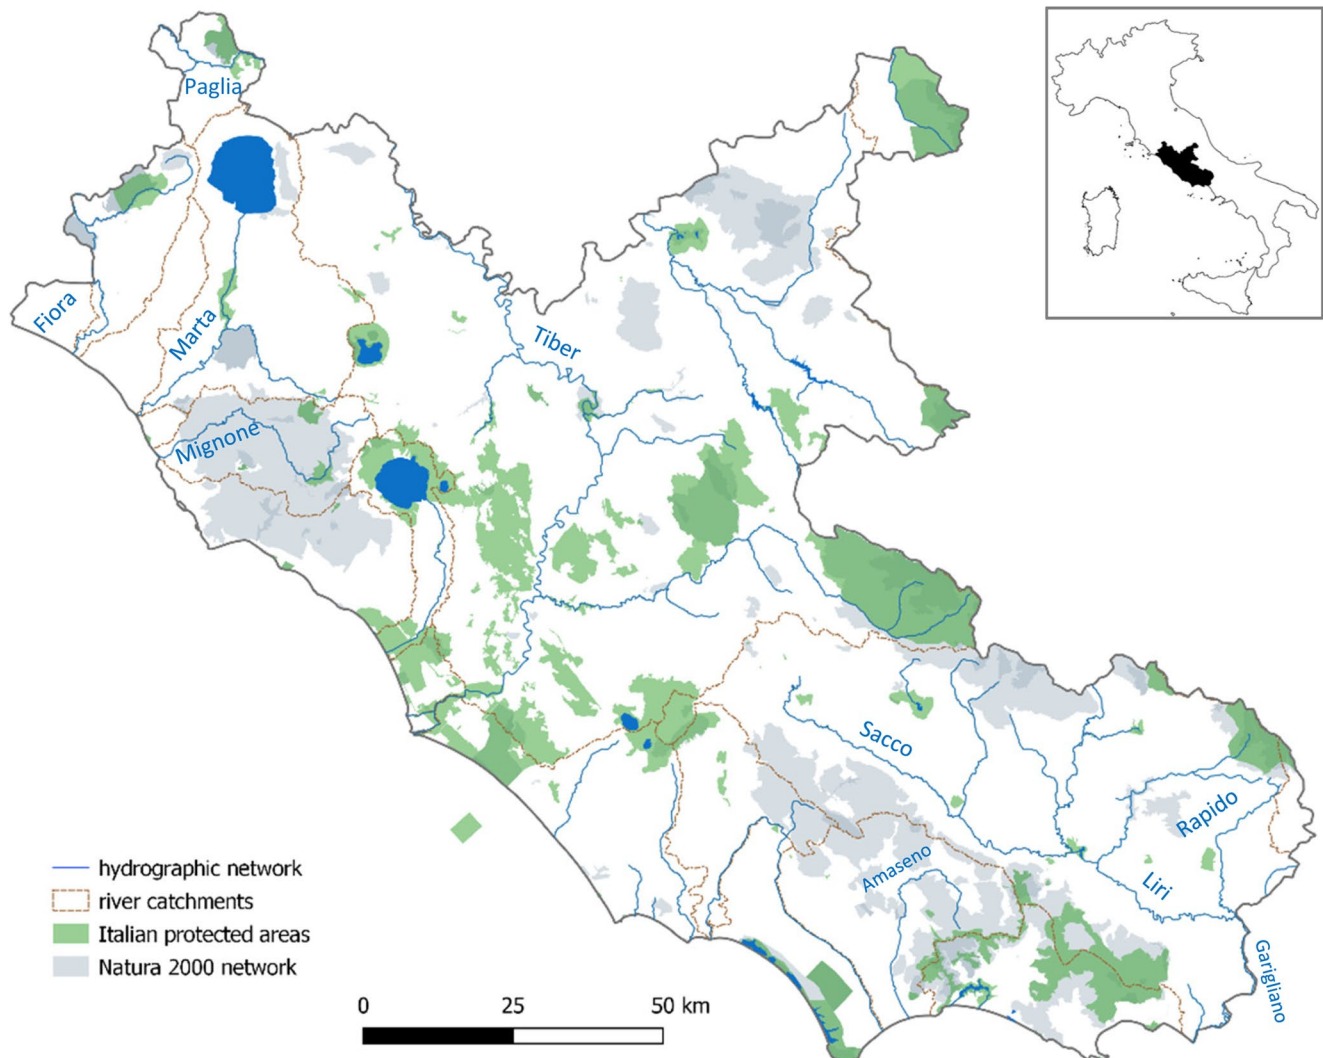 Paglia
Fiora
Marta
Tiber
Mignone
Sacco
Rapido
Amaseno
Liri
Garigliano
hydrographic network
river catchments
Italian protected areas
Natura 2000 network
0 25 50 km